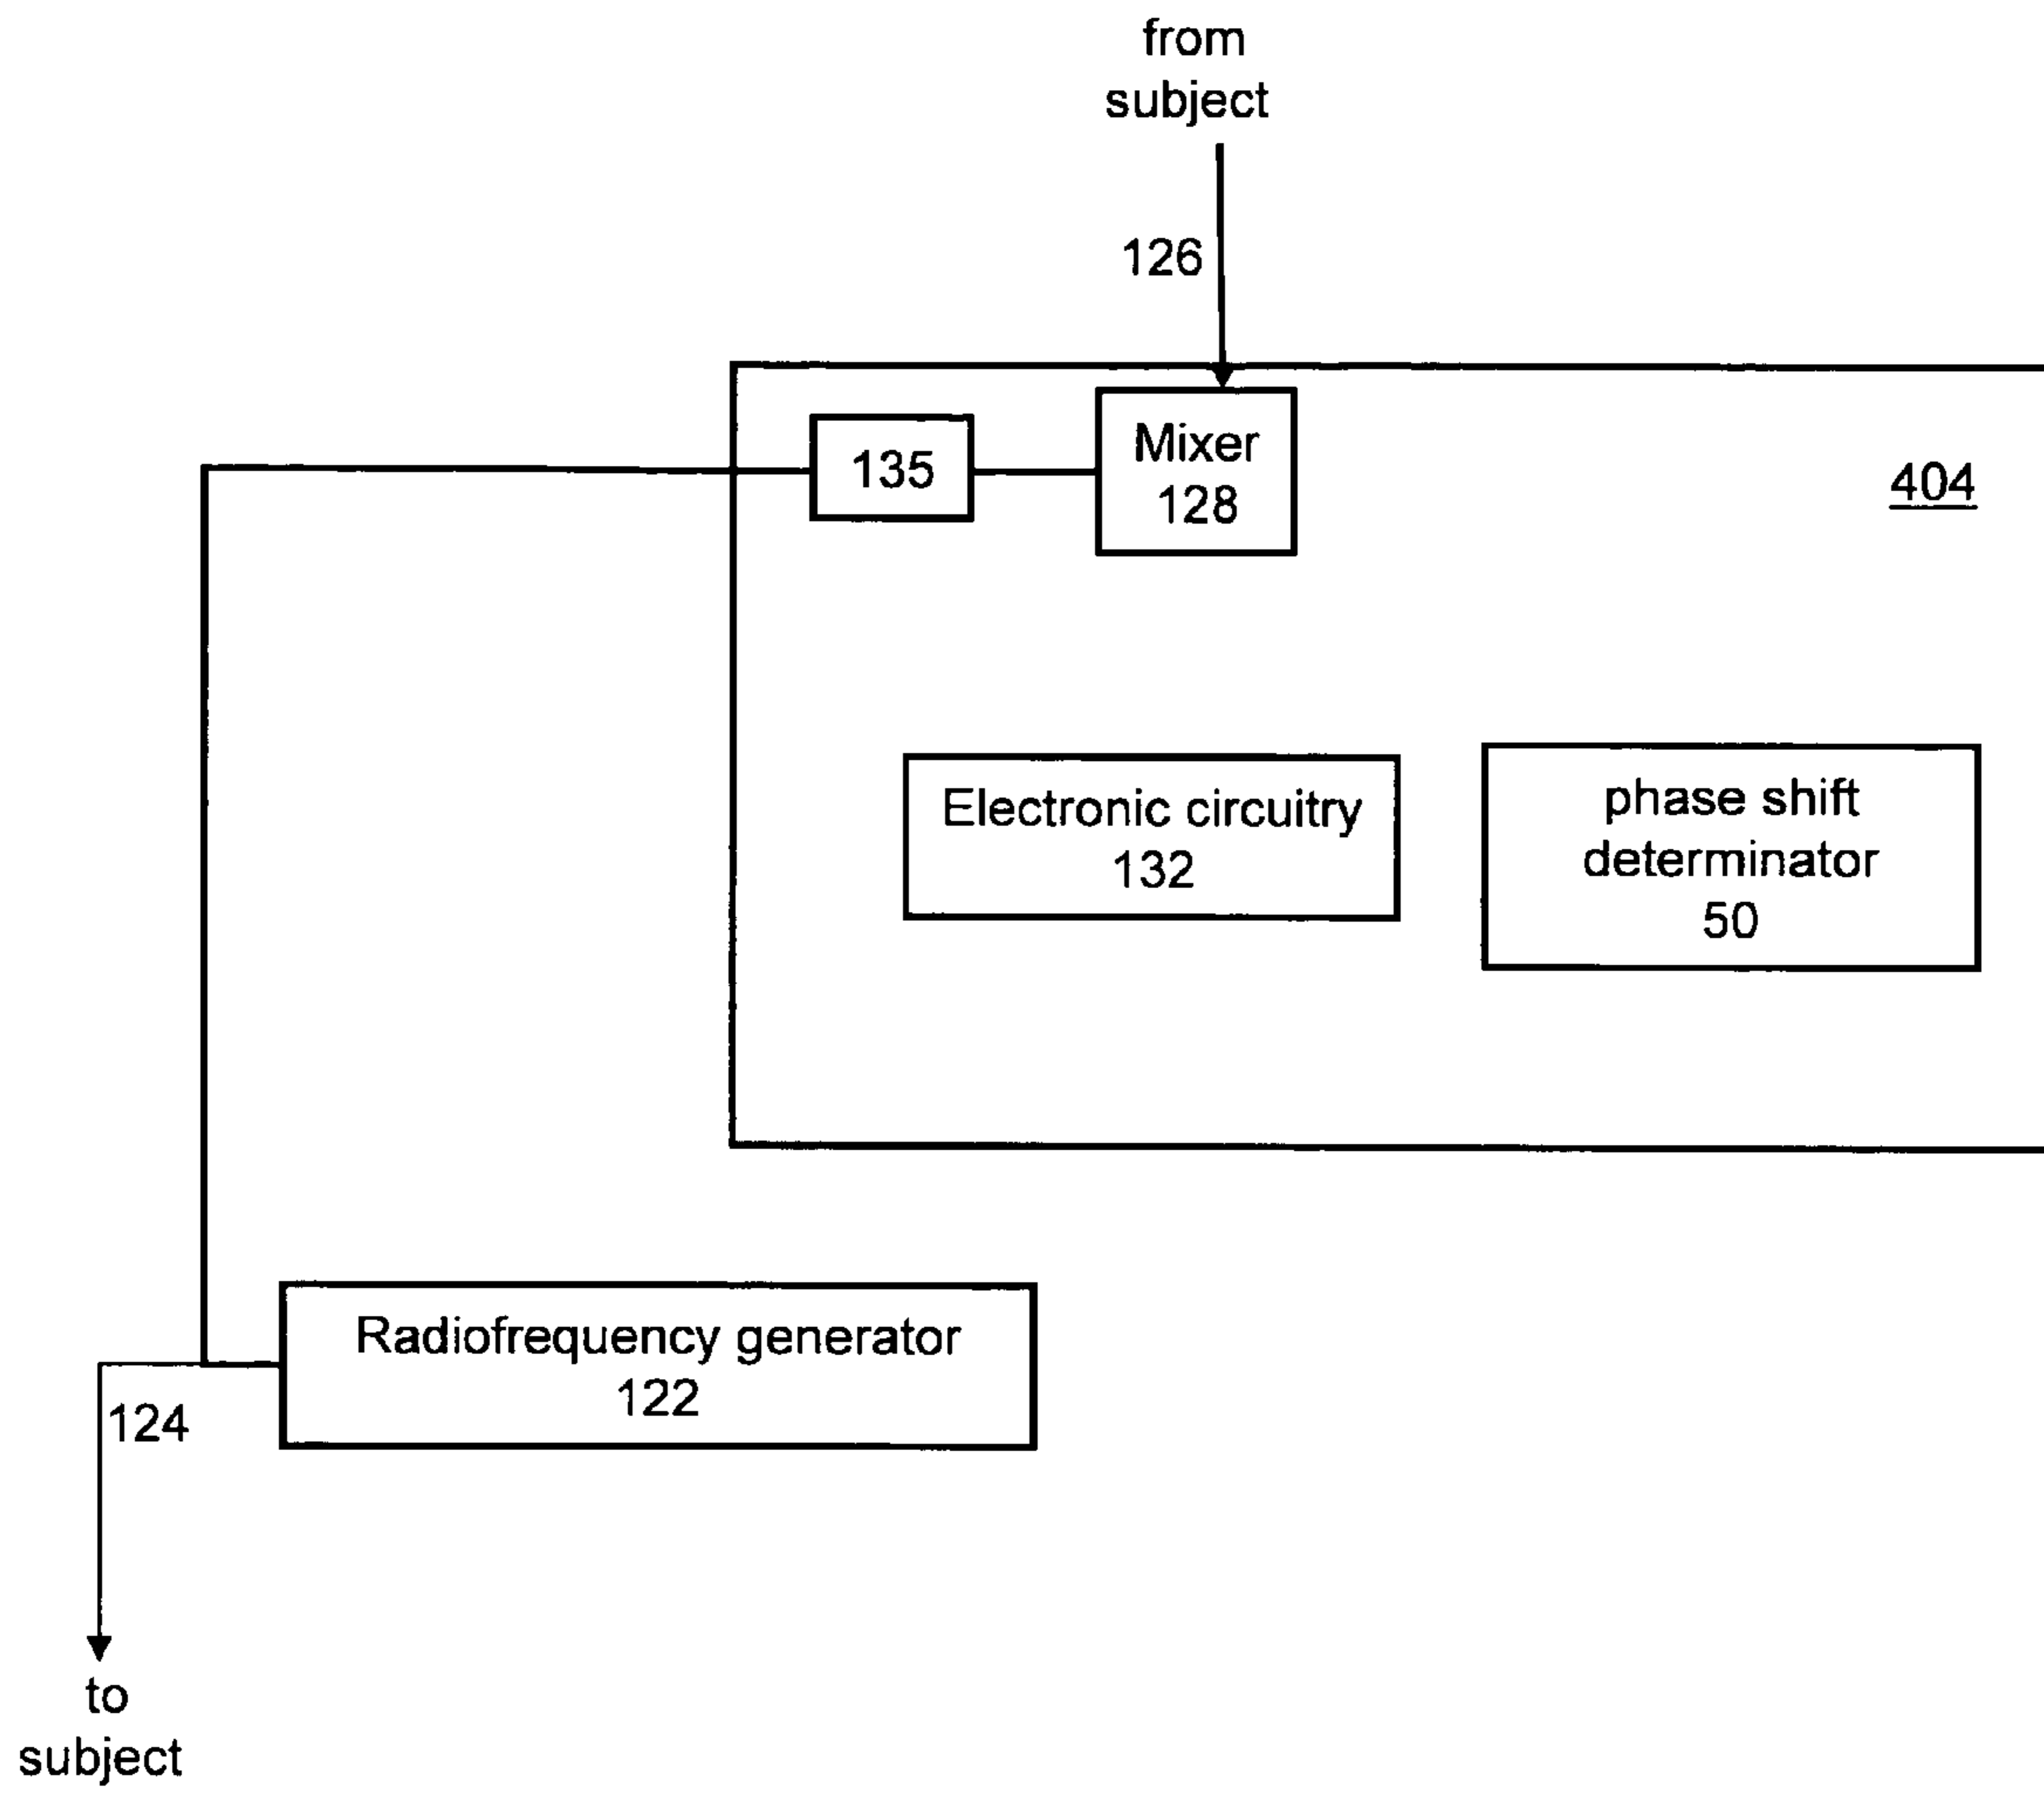 from
subject
126
135
Mixer
128
404
Electronic circuitry
132
phase shift
determinator
50
Radiofrequency generator
122
124
to
subject